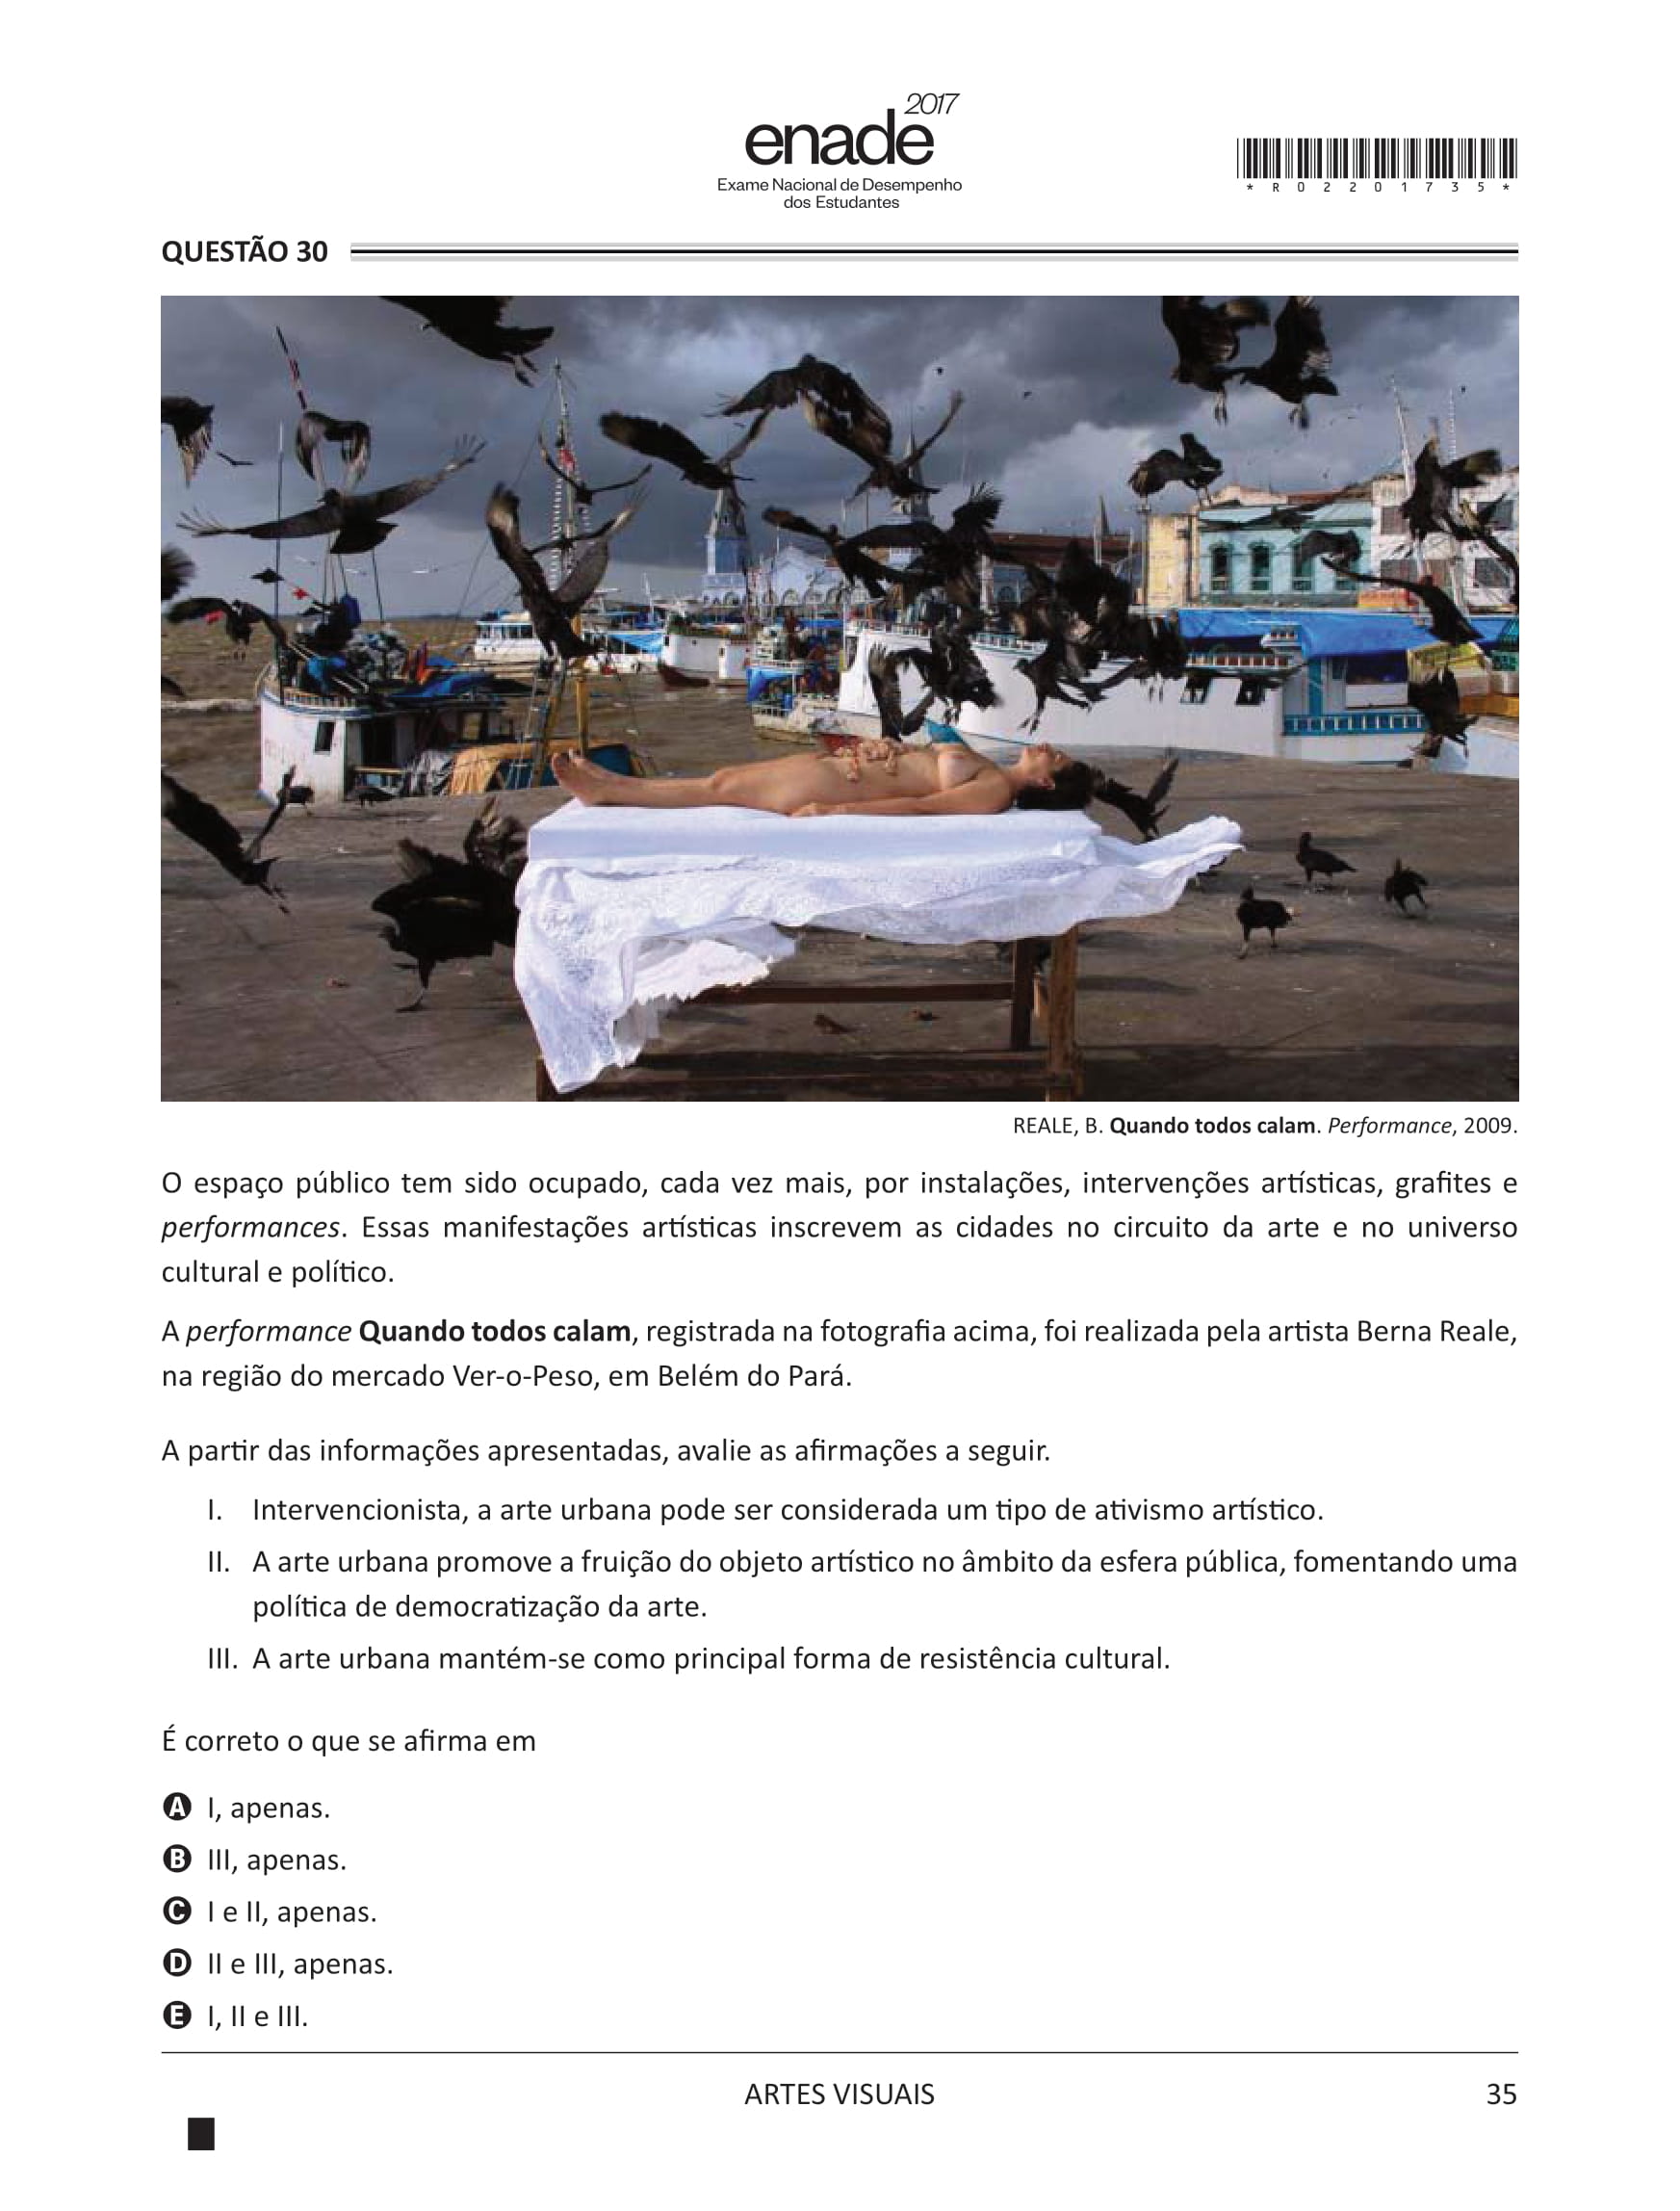 2017
enade
Exame Nacional de Desempenho
dos Estudantes
* R 0 2 2 0 1 7 3 5 *
QUESTÃO 30
REALE, B. Quando todos calam. Performance, 2009.
O espaço público tem sido ocupado, cada vez mais, por instalações, intervenções artísticas, grafites e
performances. Essas manifestações artísticas inscrevem as cidades no circuito da arte e no universo
cultural e político.
A performance Quando todos calam, registrada na fotografia acima, foi realizada pela artista Berna Reale,
na região do mercado Ver-o-Peso, em Belém do Pará.
A partir das informações apresentadas, avalie as afirmações a seguir.
I. Intervencionista, a arte urbana pode ser considerada um tipo de ativismo artístico.
II. A arte urbana promove a fruição do objeto artístico no âmbito da esfera pública, fomentando uma
política de democratização da arte.
III. A arte urbana mantém-se como principal forma de resistência cultural.
É correto o que se afirma em
A I, apenas.
B III, apenas.
C I e II, apenas.
D II e III, apenas.
E I, II e III.
ARTES VISUAIS
35